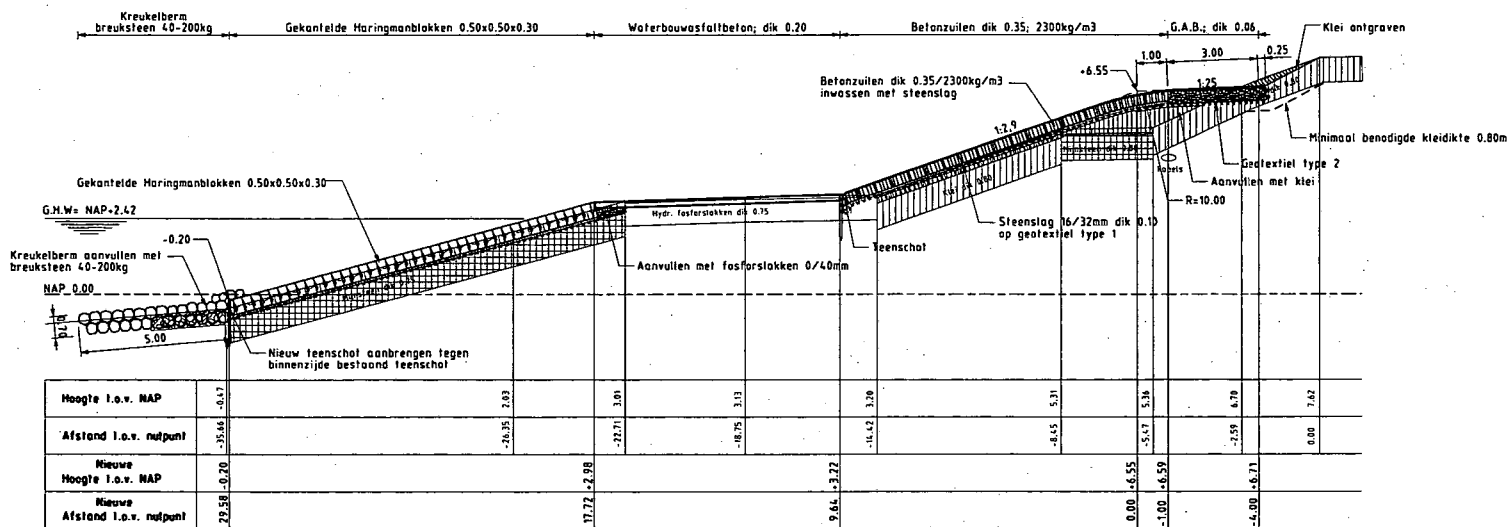 Kreukelberm
breuksteen 40-200kg
Gekantelde Haringmanblokken 0.50x0.50x0.30
Waterbouwasfaltbeton; dik 0.20
Betonzuilen dik 0.35; 2300kg/m3
G.A.B.; dik 0.06
Klei ontgraven
1.00
3.00
0.25
+6.55
1:25
Betonzuilen dik 0.35/2300kg/m3
inwassen met steenslag
1:2,9
Minimaal benodigde kleidikte 0.80m
Geotextiel type 2
Aanvullen met klei
Kabels
R=10.00
Gekantelde Haringmanblokken 0.50x0.50x0.30
G.H.W= NAP+2.42
Hydr. fosforslakken dik 0.75
Steenslag 16/32mm dik 0.10
op geotextiel type 1
Teenschot
-0.20
Kreukelberm aanvullen met
breuksteen 40-200kg
Aanvullen met fosforslakken 0/40mm
NAP 0.00
0.70
5.00
Nieuw teenschot aanbrengen tegen
binnenzijde bestaand teenschot
Hoogte t.o.v. NAP
-0.47
2.03
3.01
3.13
3.20
5.31
5.36
6.70
7.62
Afstand t.o.v. nulpunt
-35.66
-26.35
-22.71
-18.75
-14.42
-8.45
-5.47
-2.59
0.00
Nieuwe
Hoogte t.o.v. NAP
-0.20
+2.98
+3.22
+6.55
+6.59
+6.71
Nieuwe
Afstand t.o.v. nulpunt
29.58
17.72
9.64
0.00
-1.00
-4.00